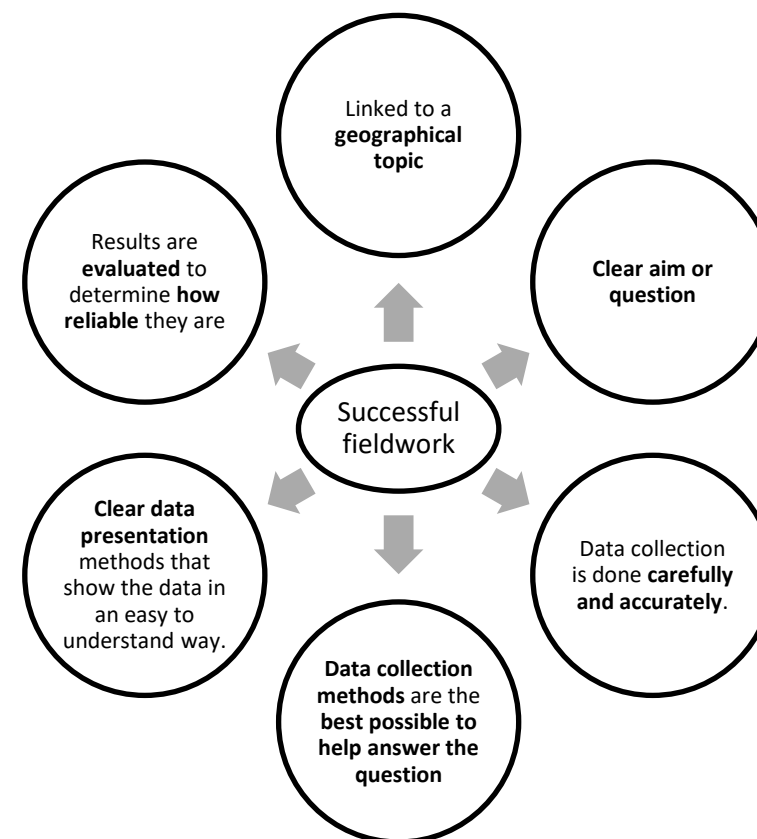 Linked to a
geographical
topic
Clear aim or
question
Data collection
is done carefully
and accurately.
Data collection
methods are the
best possible to
help answer the
question
Clear data
presentation
methods that
show the data in
an easy to
understand way.
Results are
evaluated to
determine how
reliable they are
Successful
fieldwork